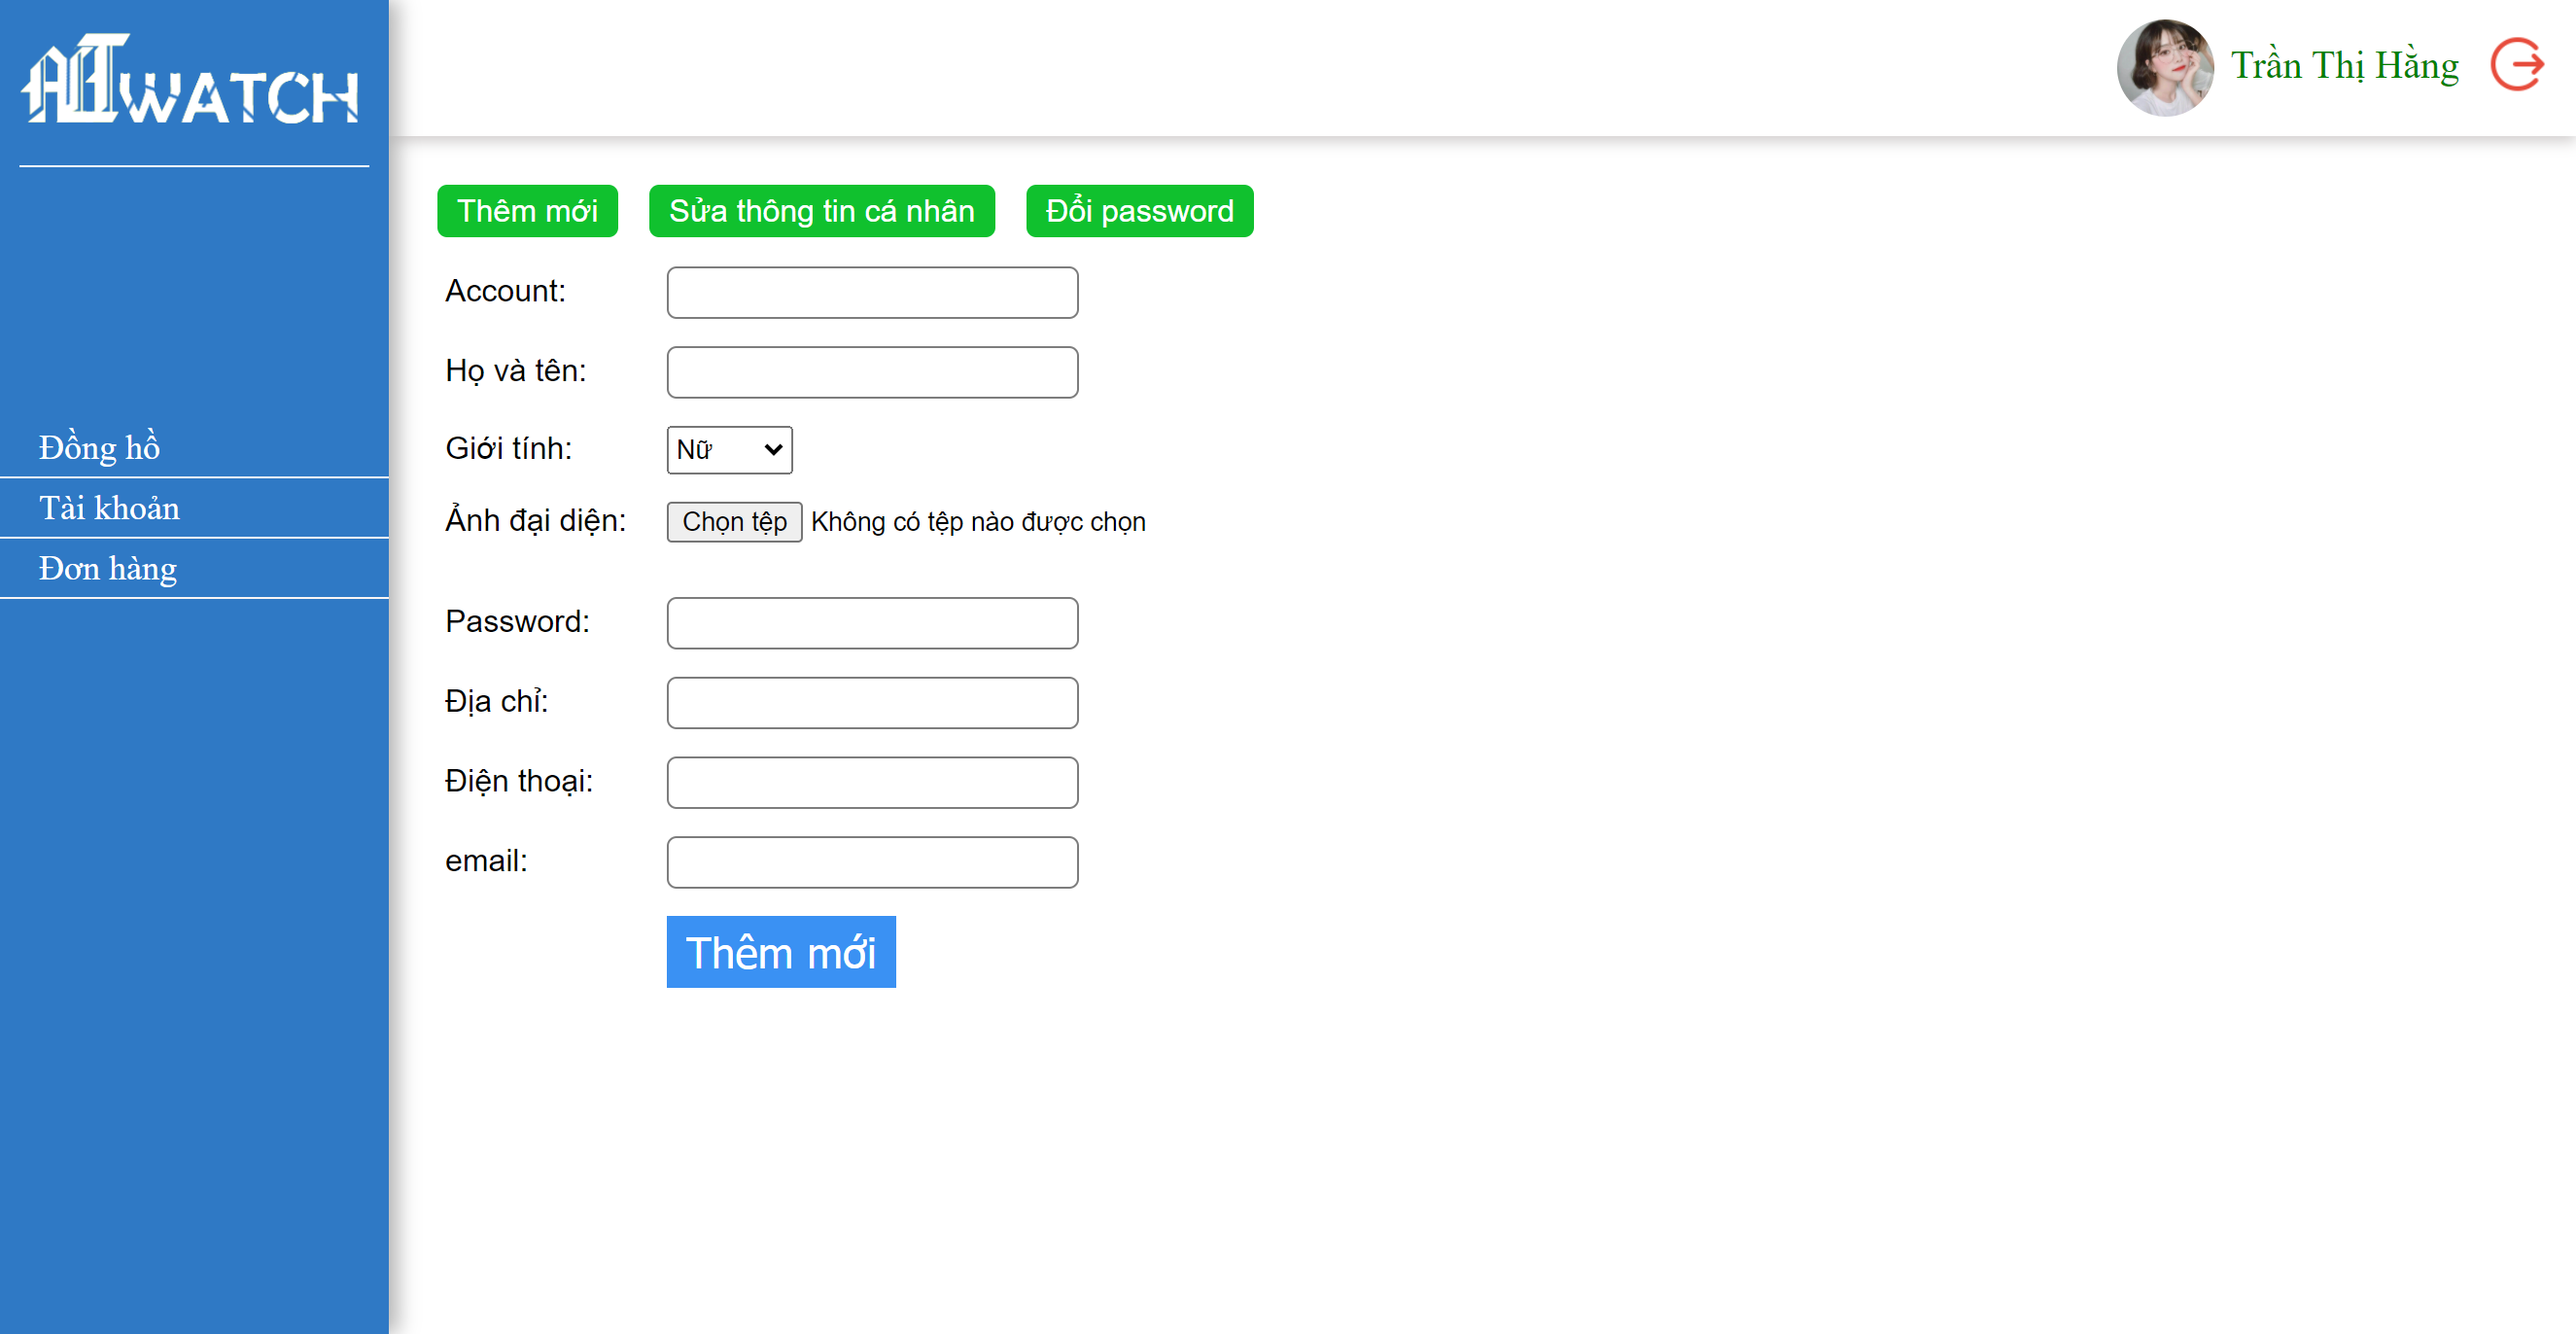 WATCH
Trần Thị Hằng
Thêm mới Sửa thông tin cá nhân Đổi password
Account:
Họ và tên:
Đồng hồ
Giới tính: Nữ
Tài khoản
Ảnh đại diện: Chọn tệp Không có tệp nào được chọn
Đơn hàng
Password:
Địa chỉ:
Điện thoại:
email:
Thêm mới